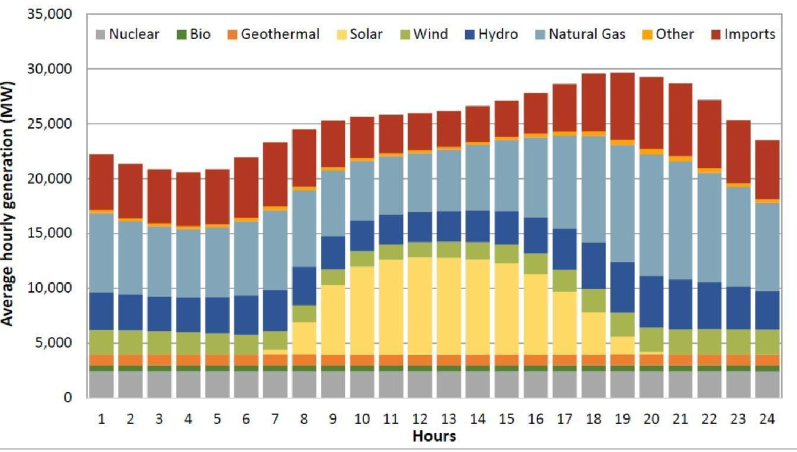 35,000
Nuclear Bio Geothermal Solar Wind Hydro Natural Gas Other Imports
30,000
25,000
20,000
15,000
10,000
5,000
0
Average hourly generation (MW)
1 2 3 4 5 6 7 8 9 10 11 12 13 14 15 16 17 18 19 20 21 22 23 24
Hours